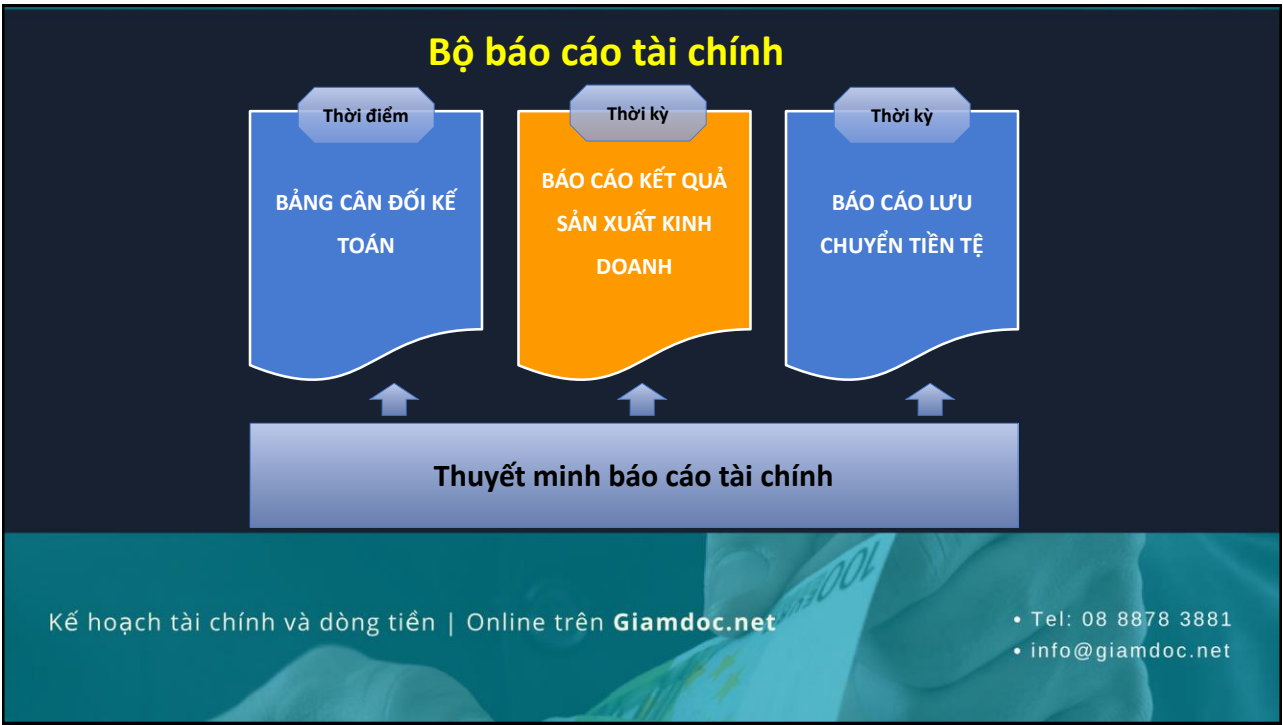 Bộ báo cáo tài chính
Thời điểm
BẢNG CÂN ĐỐI KẾ
TOÁN
Thời kỳ
BÁO CÁO KẾT QUẢ
SẢN XUẤT KINH
DOANH
Thời kỳ
BÁO CÁO LƯU
CHUYỂN TIỀN TỆ
Thuyết minh báo cáo tài chính
100
Kế hoạch tài chính và dòng tiền | Online trên Giamdoc.net
• Tel: 08 8878 3881
• info@giamdoc.net